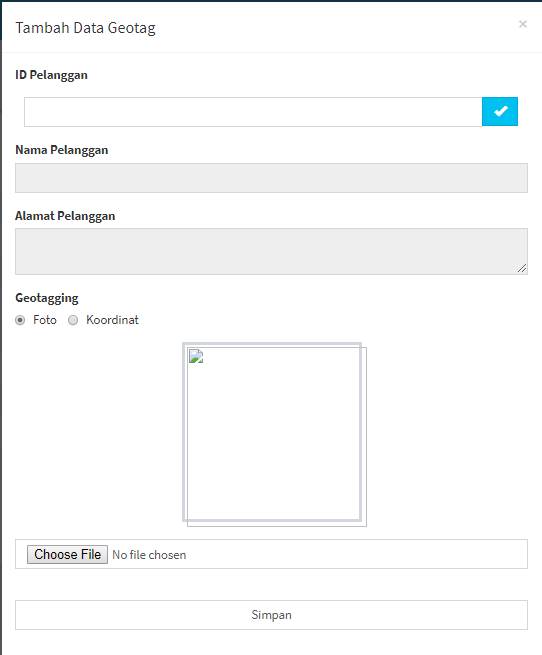 Tambah Data Geotag ×
ID Pelanggan
Nama Pelanggan
Alamat Pelanggan
Geotagging
Foto Koordinat
Choose File No file chosen
Simpan